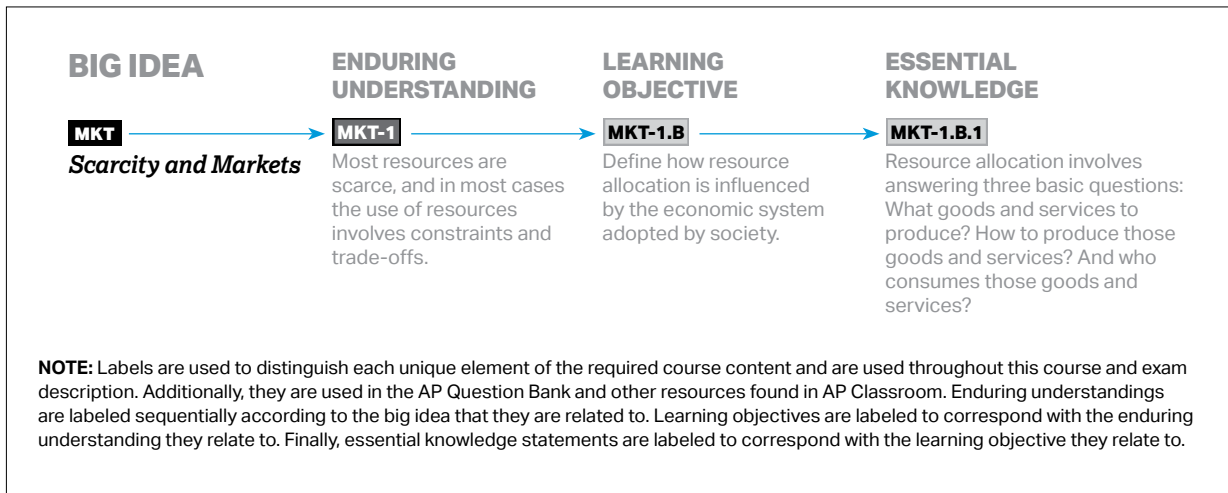 BIG IDEA
MKT
Scarcity and Markets
ENDURING
UNDERSTANDING
MKT-1
Most resources are
scarce, and in most cases
the use of resources
involves constraints and
trade-offs.
LEARNING
OBJECTIVE
MKT-1.B
Define how resource
allocation is influenced
by the economic system
adopted by society.
ESSENTIAL
KNOWLEDGE
MKT-1.B.1
Resource allocation involves
answering three basic questions:
What goods and services to
produce? How to produce those
goods and services? And who
consumes those goods and
services?
NOTE: Labels are used to distinguish each unique element of the required course content and are used throughout this course and exam
description. Additionally, they are used in the AP Question Bank and other resources found in AP Classroom. Enduring understandings
are labeled sequentially according to the big idea that they are related to. Learning objectives are labeled to correspond with the enduring
understanding they relate to. Finally, essential knowledge statements are labeled to correspond with the learning objective they relate to.